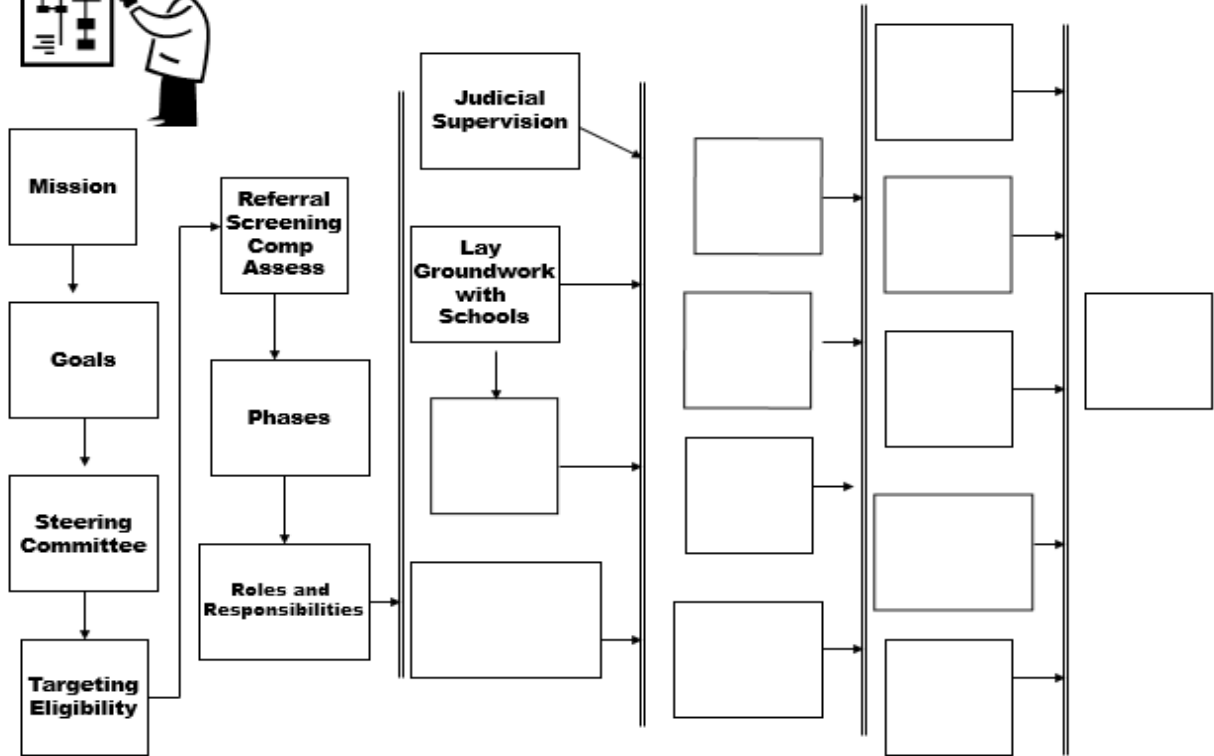 Mission
Goals
Steering
Committee
Targeting
Eligibility
Referral
Screening
Comp
Assess
Phases
Roles and
Responsibilities
Judicial
Supervision
Lay
Groundwork
with
Schools